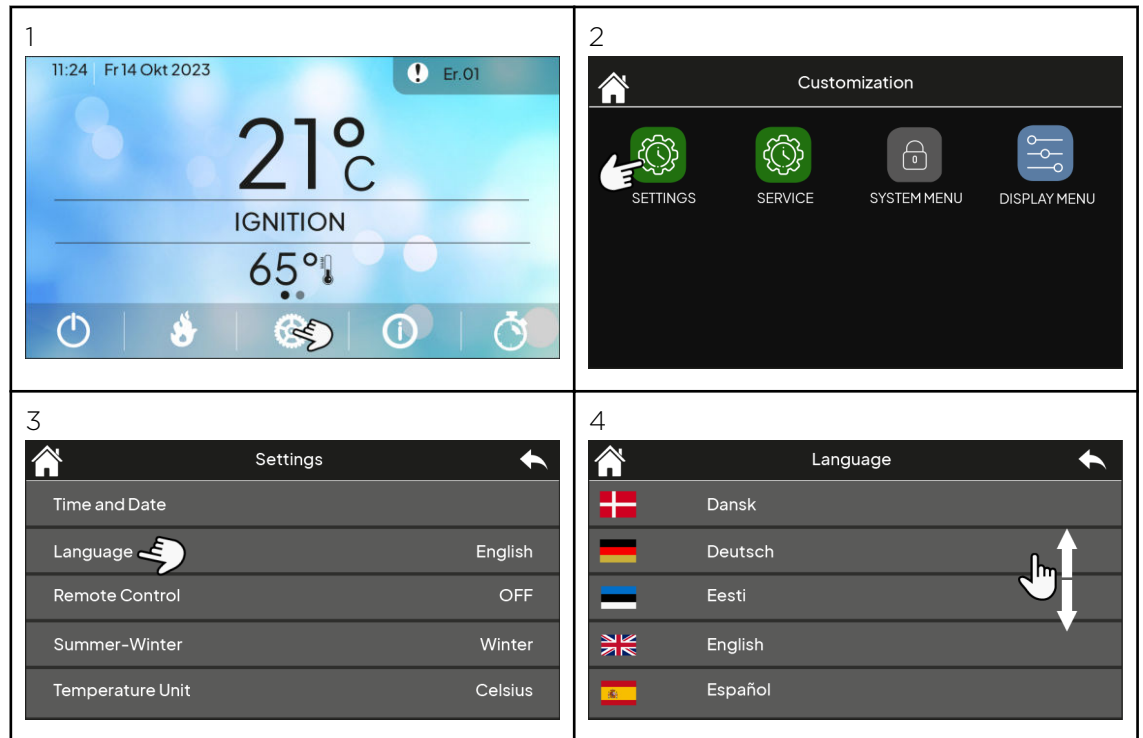 1
11:24 Fr 14 Okt 2023
Er.01
21°C
IGNITION
65°
2
Customization
SETTINGS SERVICE SYSTEM MENU DISPLAY MENU
3
Settings
Time and Date
Language English
Remote Control OFF
Summer-Winter Winter
Temperature Unit Celsius
4
Language
Dansk
Deutsch
Eesti
English
Español